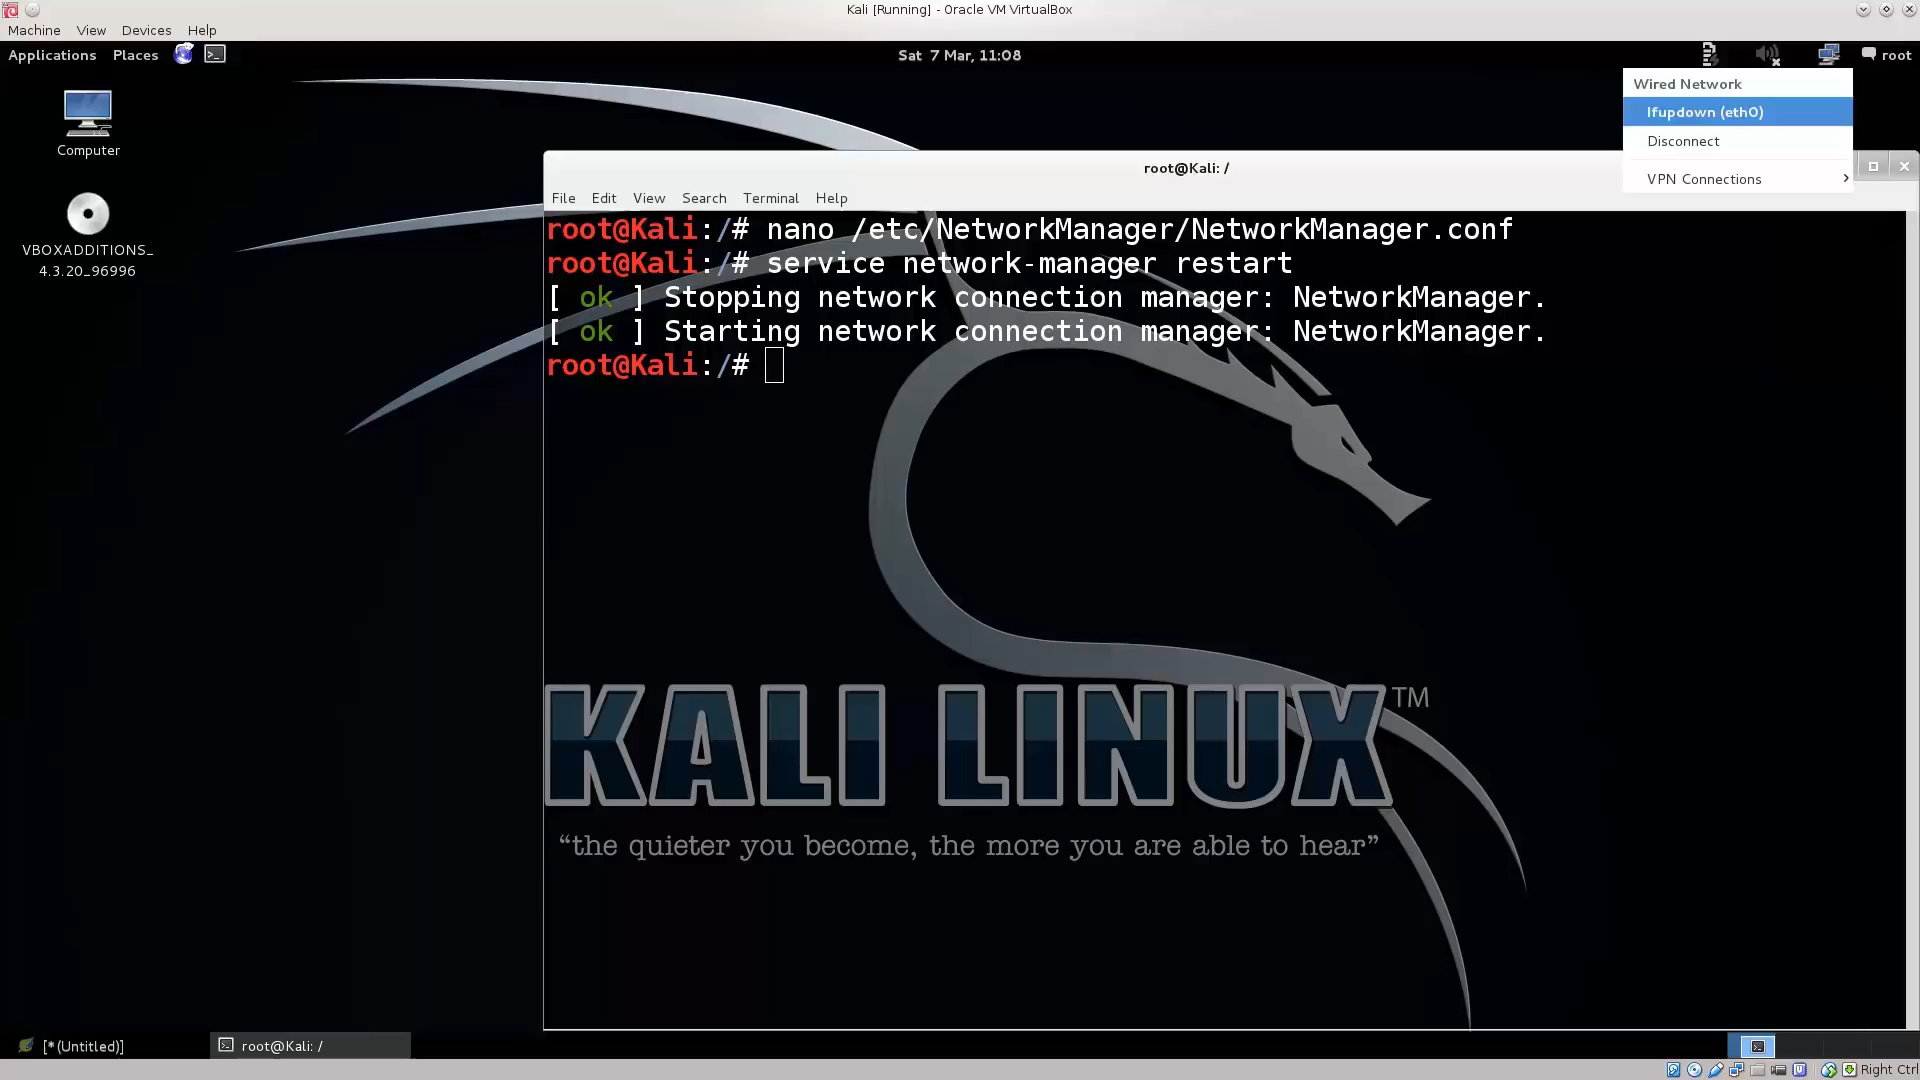 Kali [Running] - Oracle VM VirtualBox
Machine View Devices Help
Applications Places
Sat 7 Mar, 11:08
root
Wired Network
Ifupdown (eth0)
Disconnect
VPN Connections
Computer
VBOXADDITIONS_
4.3.20_96996
root@Kali: /
File Edit View Search Terminal Help
root@Kali:/# nano /etc/NetworkManager/NetworkManager.conf
root@Kali:/# service network-manager restart
[ ok ] Stopping network connection manager: NetworkManager.
[ ok ] Starting network connection manager: NetworkManager.
root@Kali:/#
KALI LINUX™
“the quieter you become, the more you are able to hear”
[*(Untitled)]
root@Kali: /
Right Ctrl